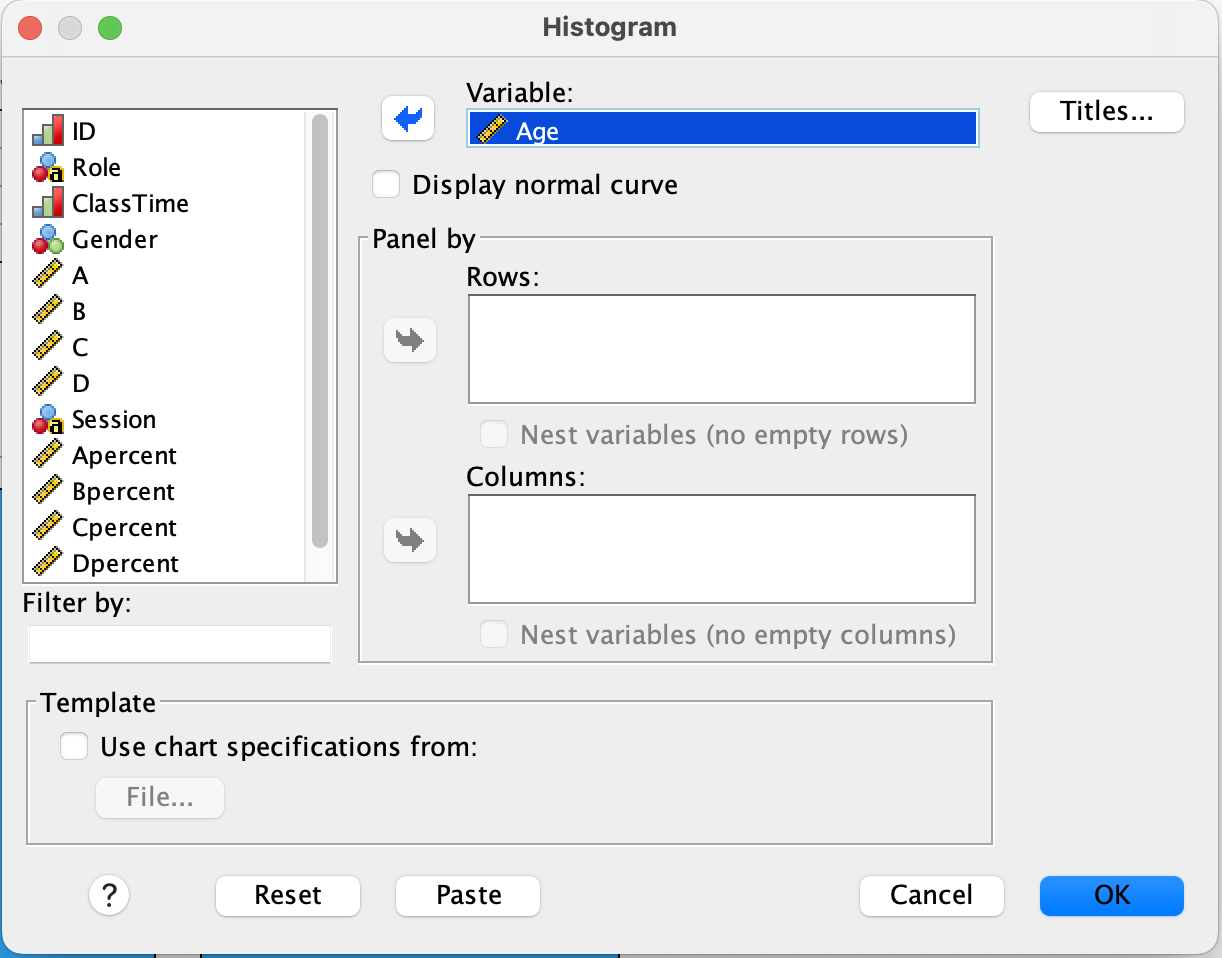 Histogram
ID
Role
ClassTime
Gender
A
B
C
D
Session
Apercent
Bpercent
Cpercent
Dpercent
Filter by:
Variable:
Age
Titles...
Display normal curve
Panel by
Rows:
Nest variables (no empty rows)
Columns:
Nest variables (no empty columns)
Template
Use chart specifications from:
File...
?
Reset
Paste
Cancel
OK